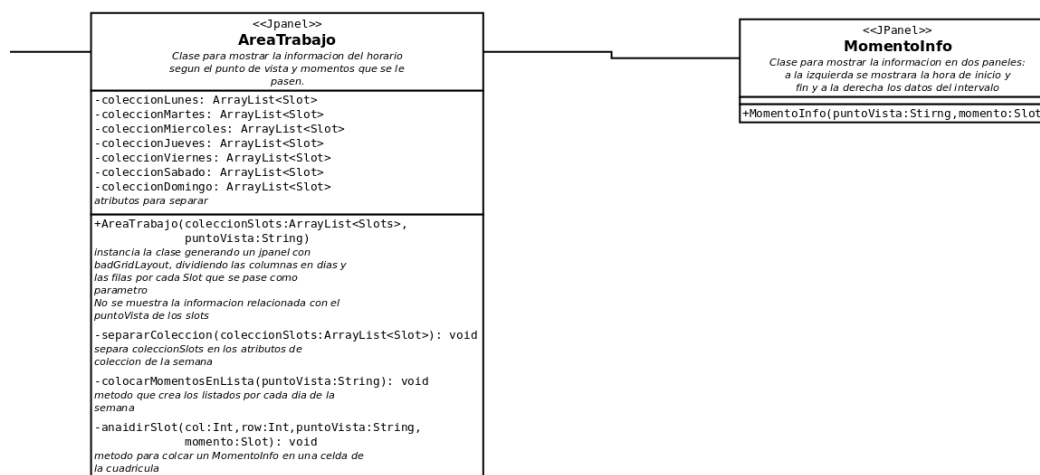 <<Jpanel>>
AreaTrabajo
Clase para mostrar la informacion del horario
segun el punto de vista y momentos que se le
pasen.
-coleccionLunes: ArrayList<Slot>
-coleccionMartes: ArrayList<Slot>
-coleccionMiercoles: ArrayList<Slot>
-coleccionJueves: ArrayList<Slot>
-coleccionViernes: ArrayList<Slot>
-coleccionSabado: ArrayList<Slot>
-coleccionDomingo: ArrayList<Slot>
atributos para separar
+AreaTrabajo(coleccionSlots:ArrayList<Slots>,
puntoVista:String)
instancia la clase generando un jpanel con
badGridLayout, dividiendo las columnas en dias y
las filas por cada Slot que se pase como
parametro
No se muestra la informacion relacionada con el
puntoVista de los slots
-separarColeccion(coleccionSlots:ArrayList<Slot>): void
separa coleccionSlots en los atributos de
coleccion de la semana
-colocarMomentosEnLista(puntoVista:String): void
metodo que crea los listados por cada dia de la
semana
-anaidirSlot(col:Int,row:Int,puntoVista:String,
momento:Slot): void
metodo para colcar un MomentoInfo en una celda de
la cuadricula
<<JPanel>>
MomentoInfo
Clase para mostrar la informacion en dos paneles:
a la izquierda se mostrara la hora de inicio y
fin y a la derecha los datos del intervalo
+MomentoInfo(puntoVista:Stirng,momento:Slot